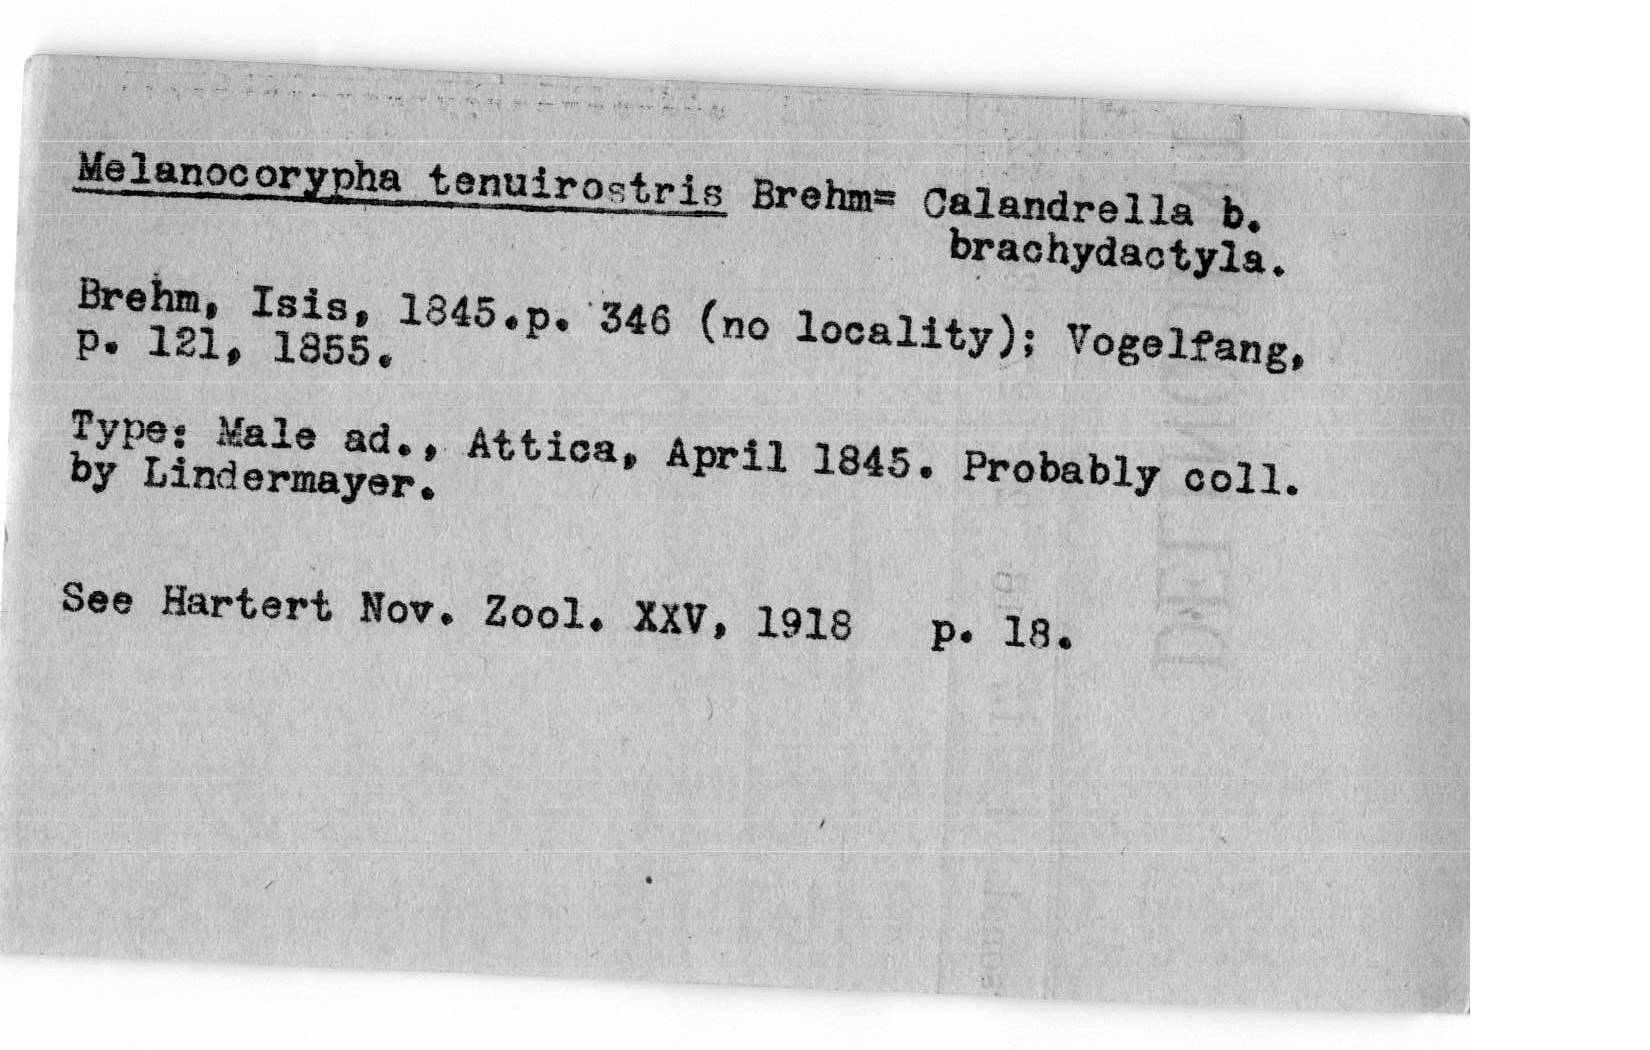 Melanocorypha tenuirostris Brehm= Calandrella b.
brachydactyla.
Brehm, Isis, 1845.p. 346 (no locality); Vogelfang,
p. 121, 1855.
Type: Male ad., Attica, April 1845. Probably coll.
by Lindermayer.
See Hartert Nov. Zool. XXV, 1918 p. 18.